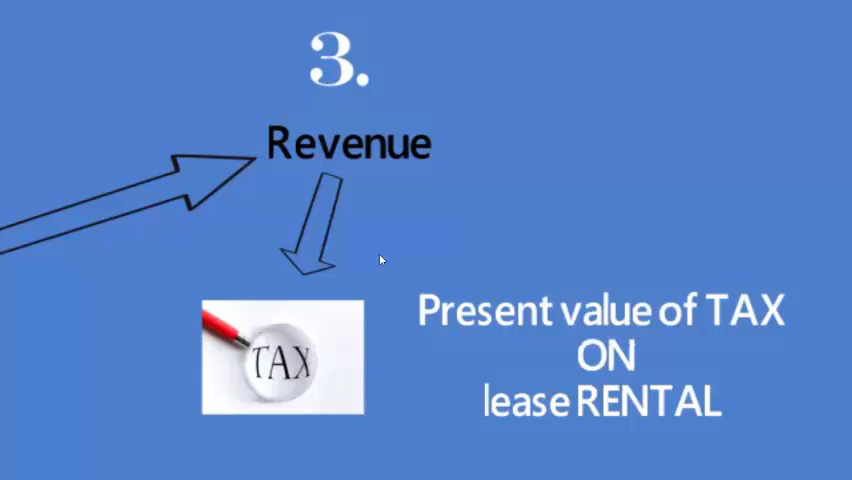 3.
Revenue
TAX
Present value of TAX
ON
lease RENTAL